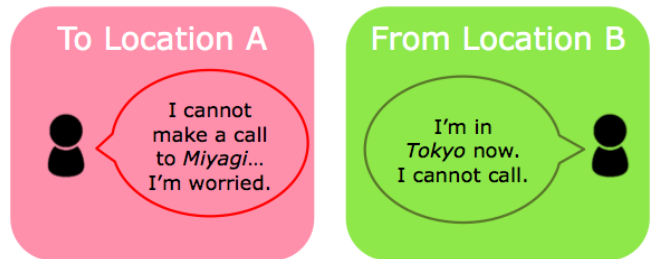 To Location A
I cannot
make a call
to Miyagi...
I'm worried.
From Location B
I'm in
Tokyo now.
I cannot call.